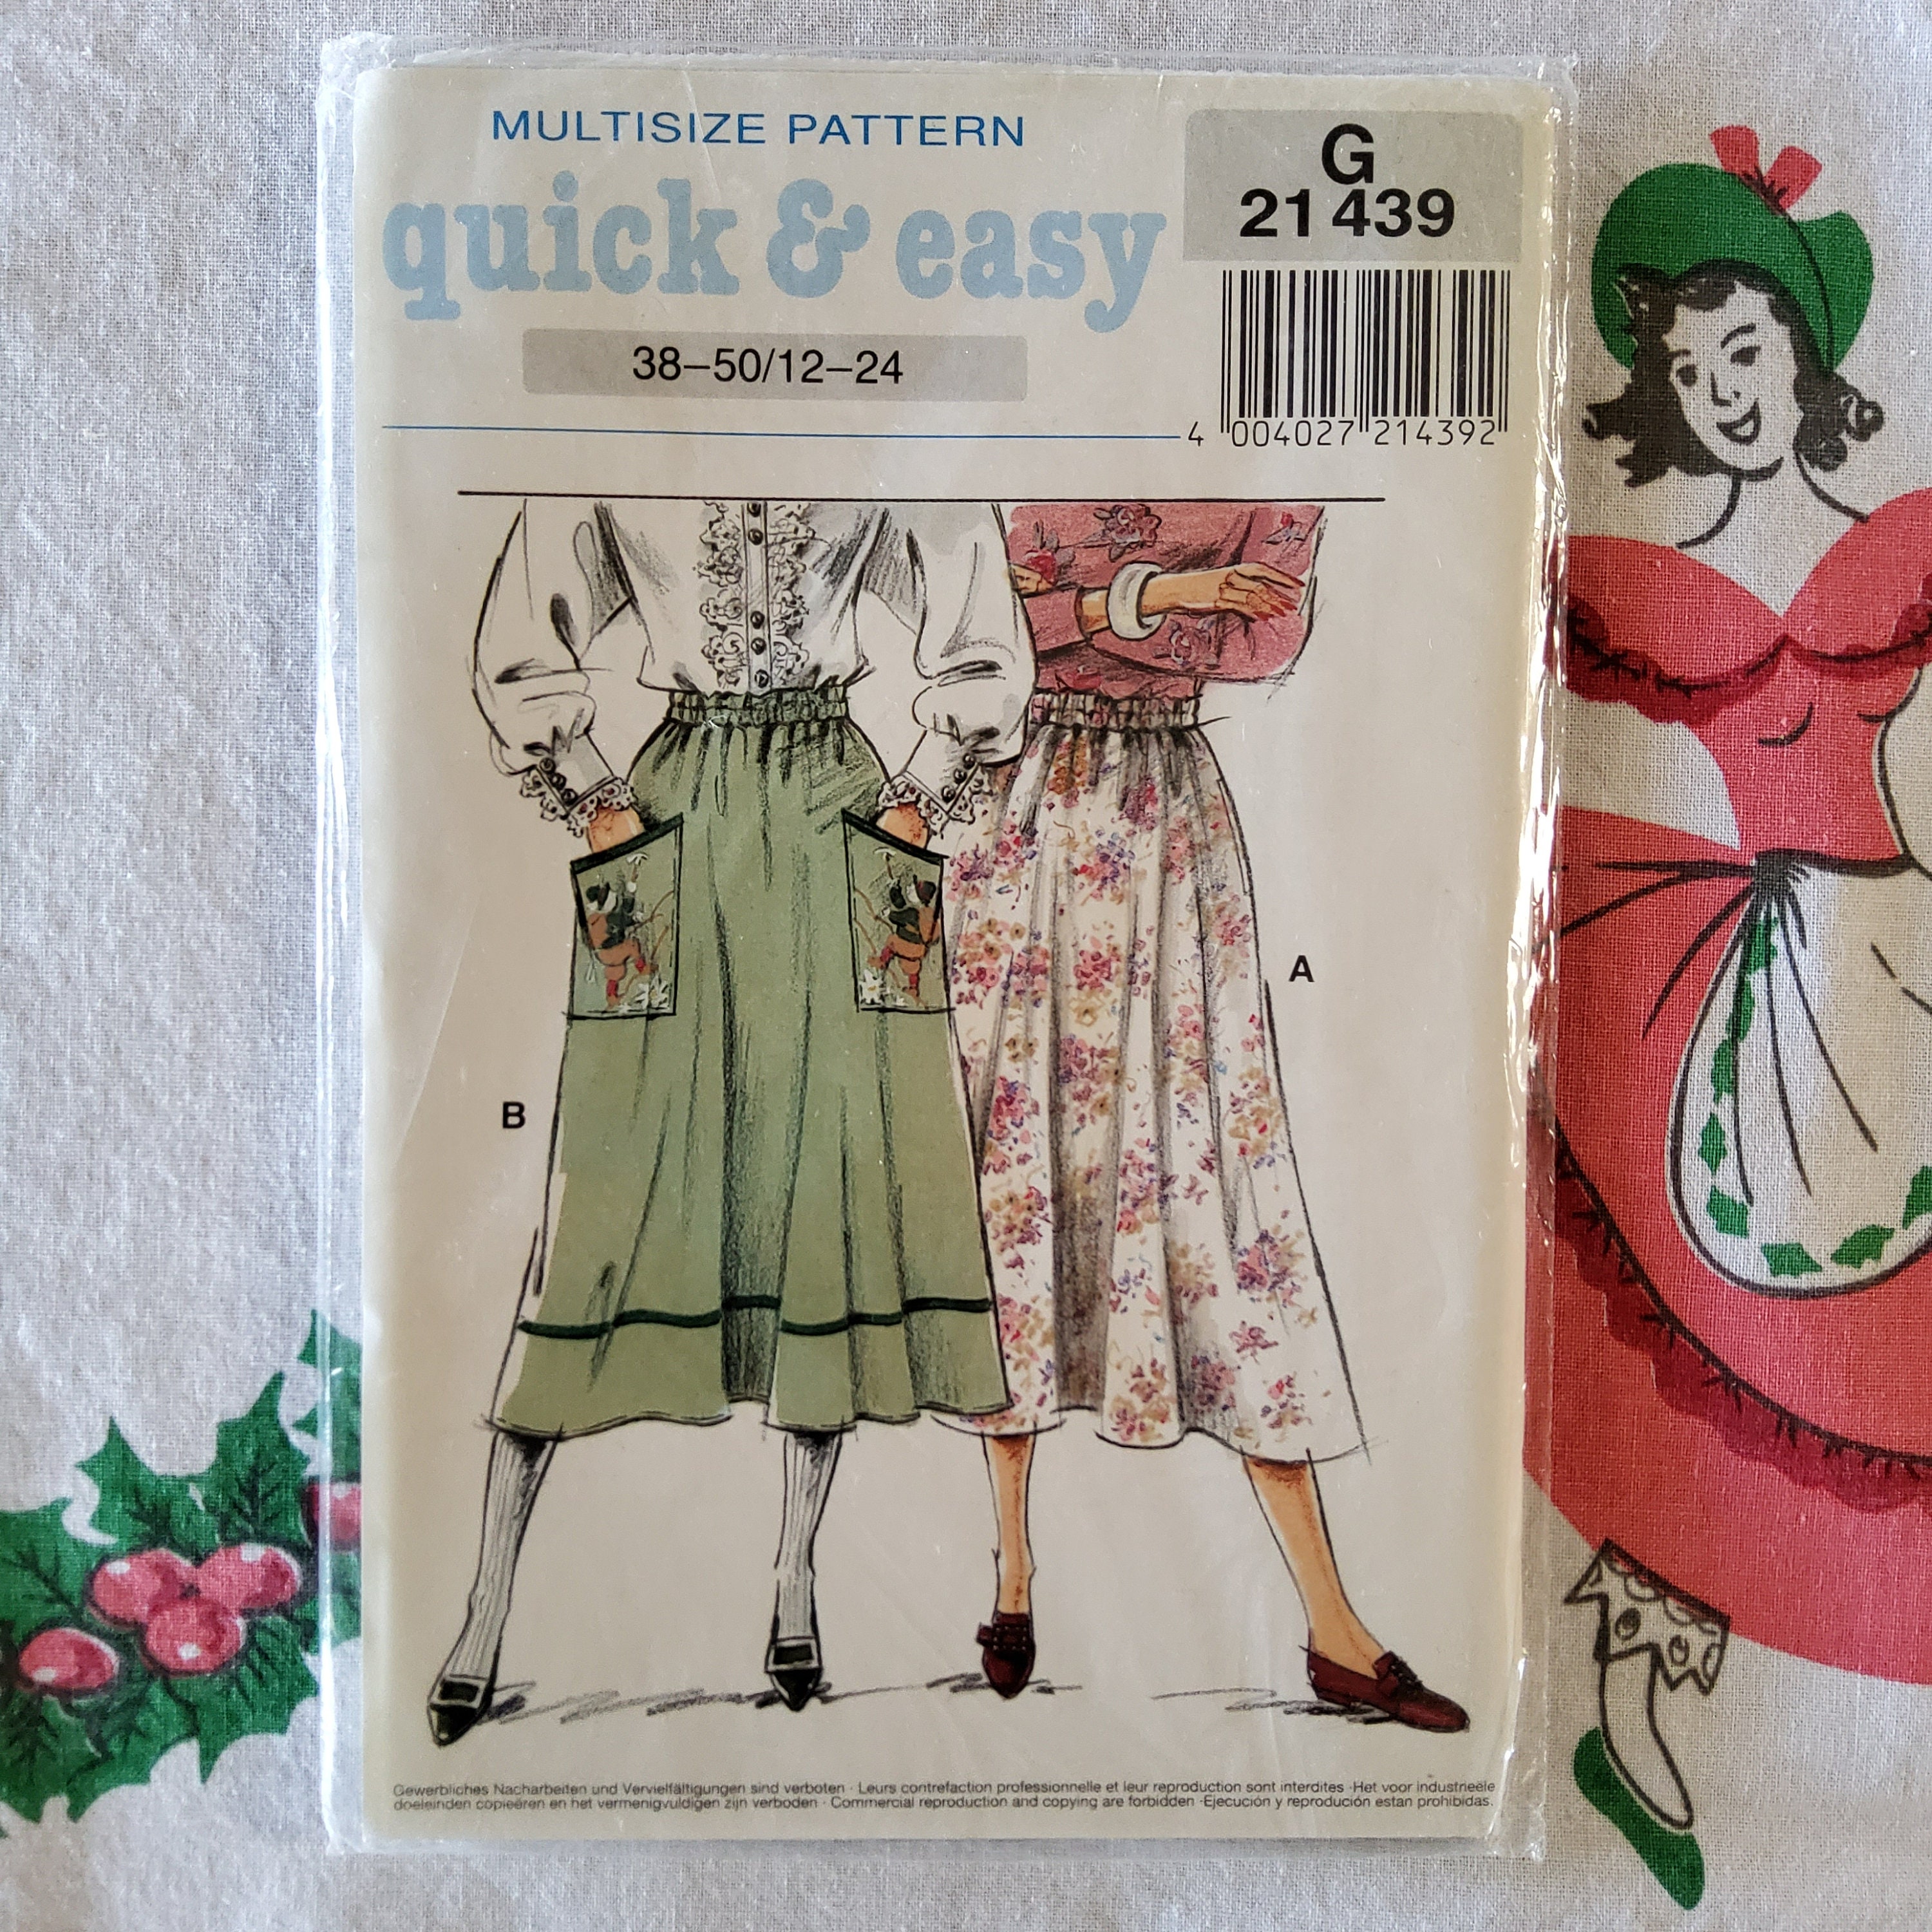 MULTISIZE PATTERN
quick & easy
38–50/12–24
G
21 439
4 004027 214392
A
B
Gewerbliches Nacharbeiten und Vervielfältigungen sind verboten · Leurs contrefaction professionnelle et leur reproduction sont interdites ·Het voor industrieële
doeleinden copieëren en het vermenigvuldigen zijn verboden · Commercial reproduction and copying are forbidden ·Ejecución y reprodución estan prohibidas.